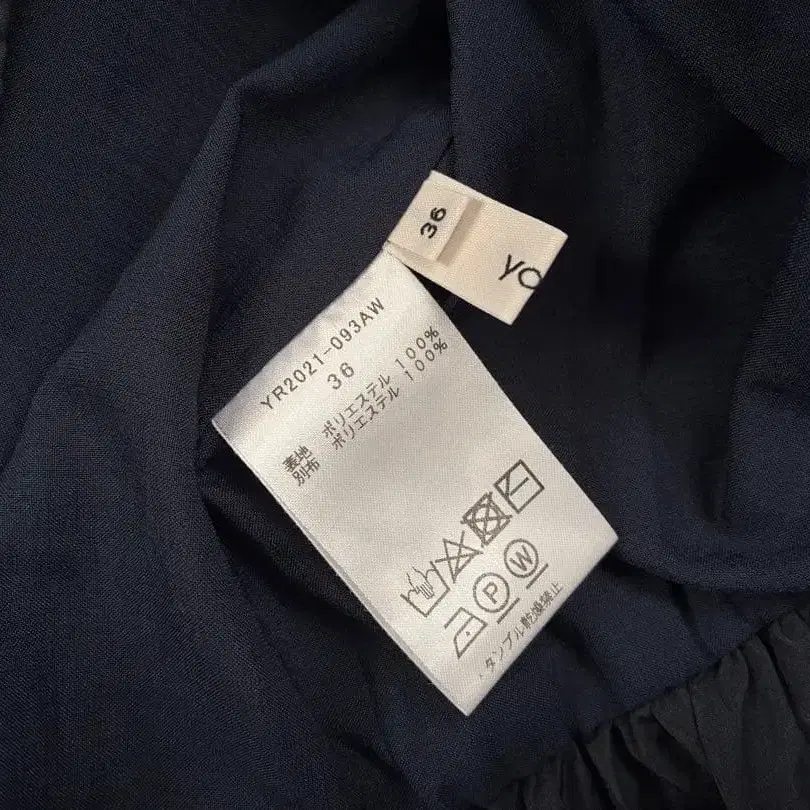 36
YO
YR2021-093AW
36
表地 ポリエステル 100%
別布 ポリエステル 100%
P W
・タンブル乾燥禁止